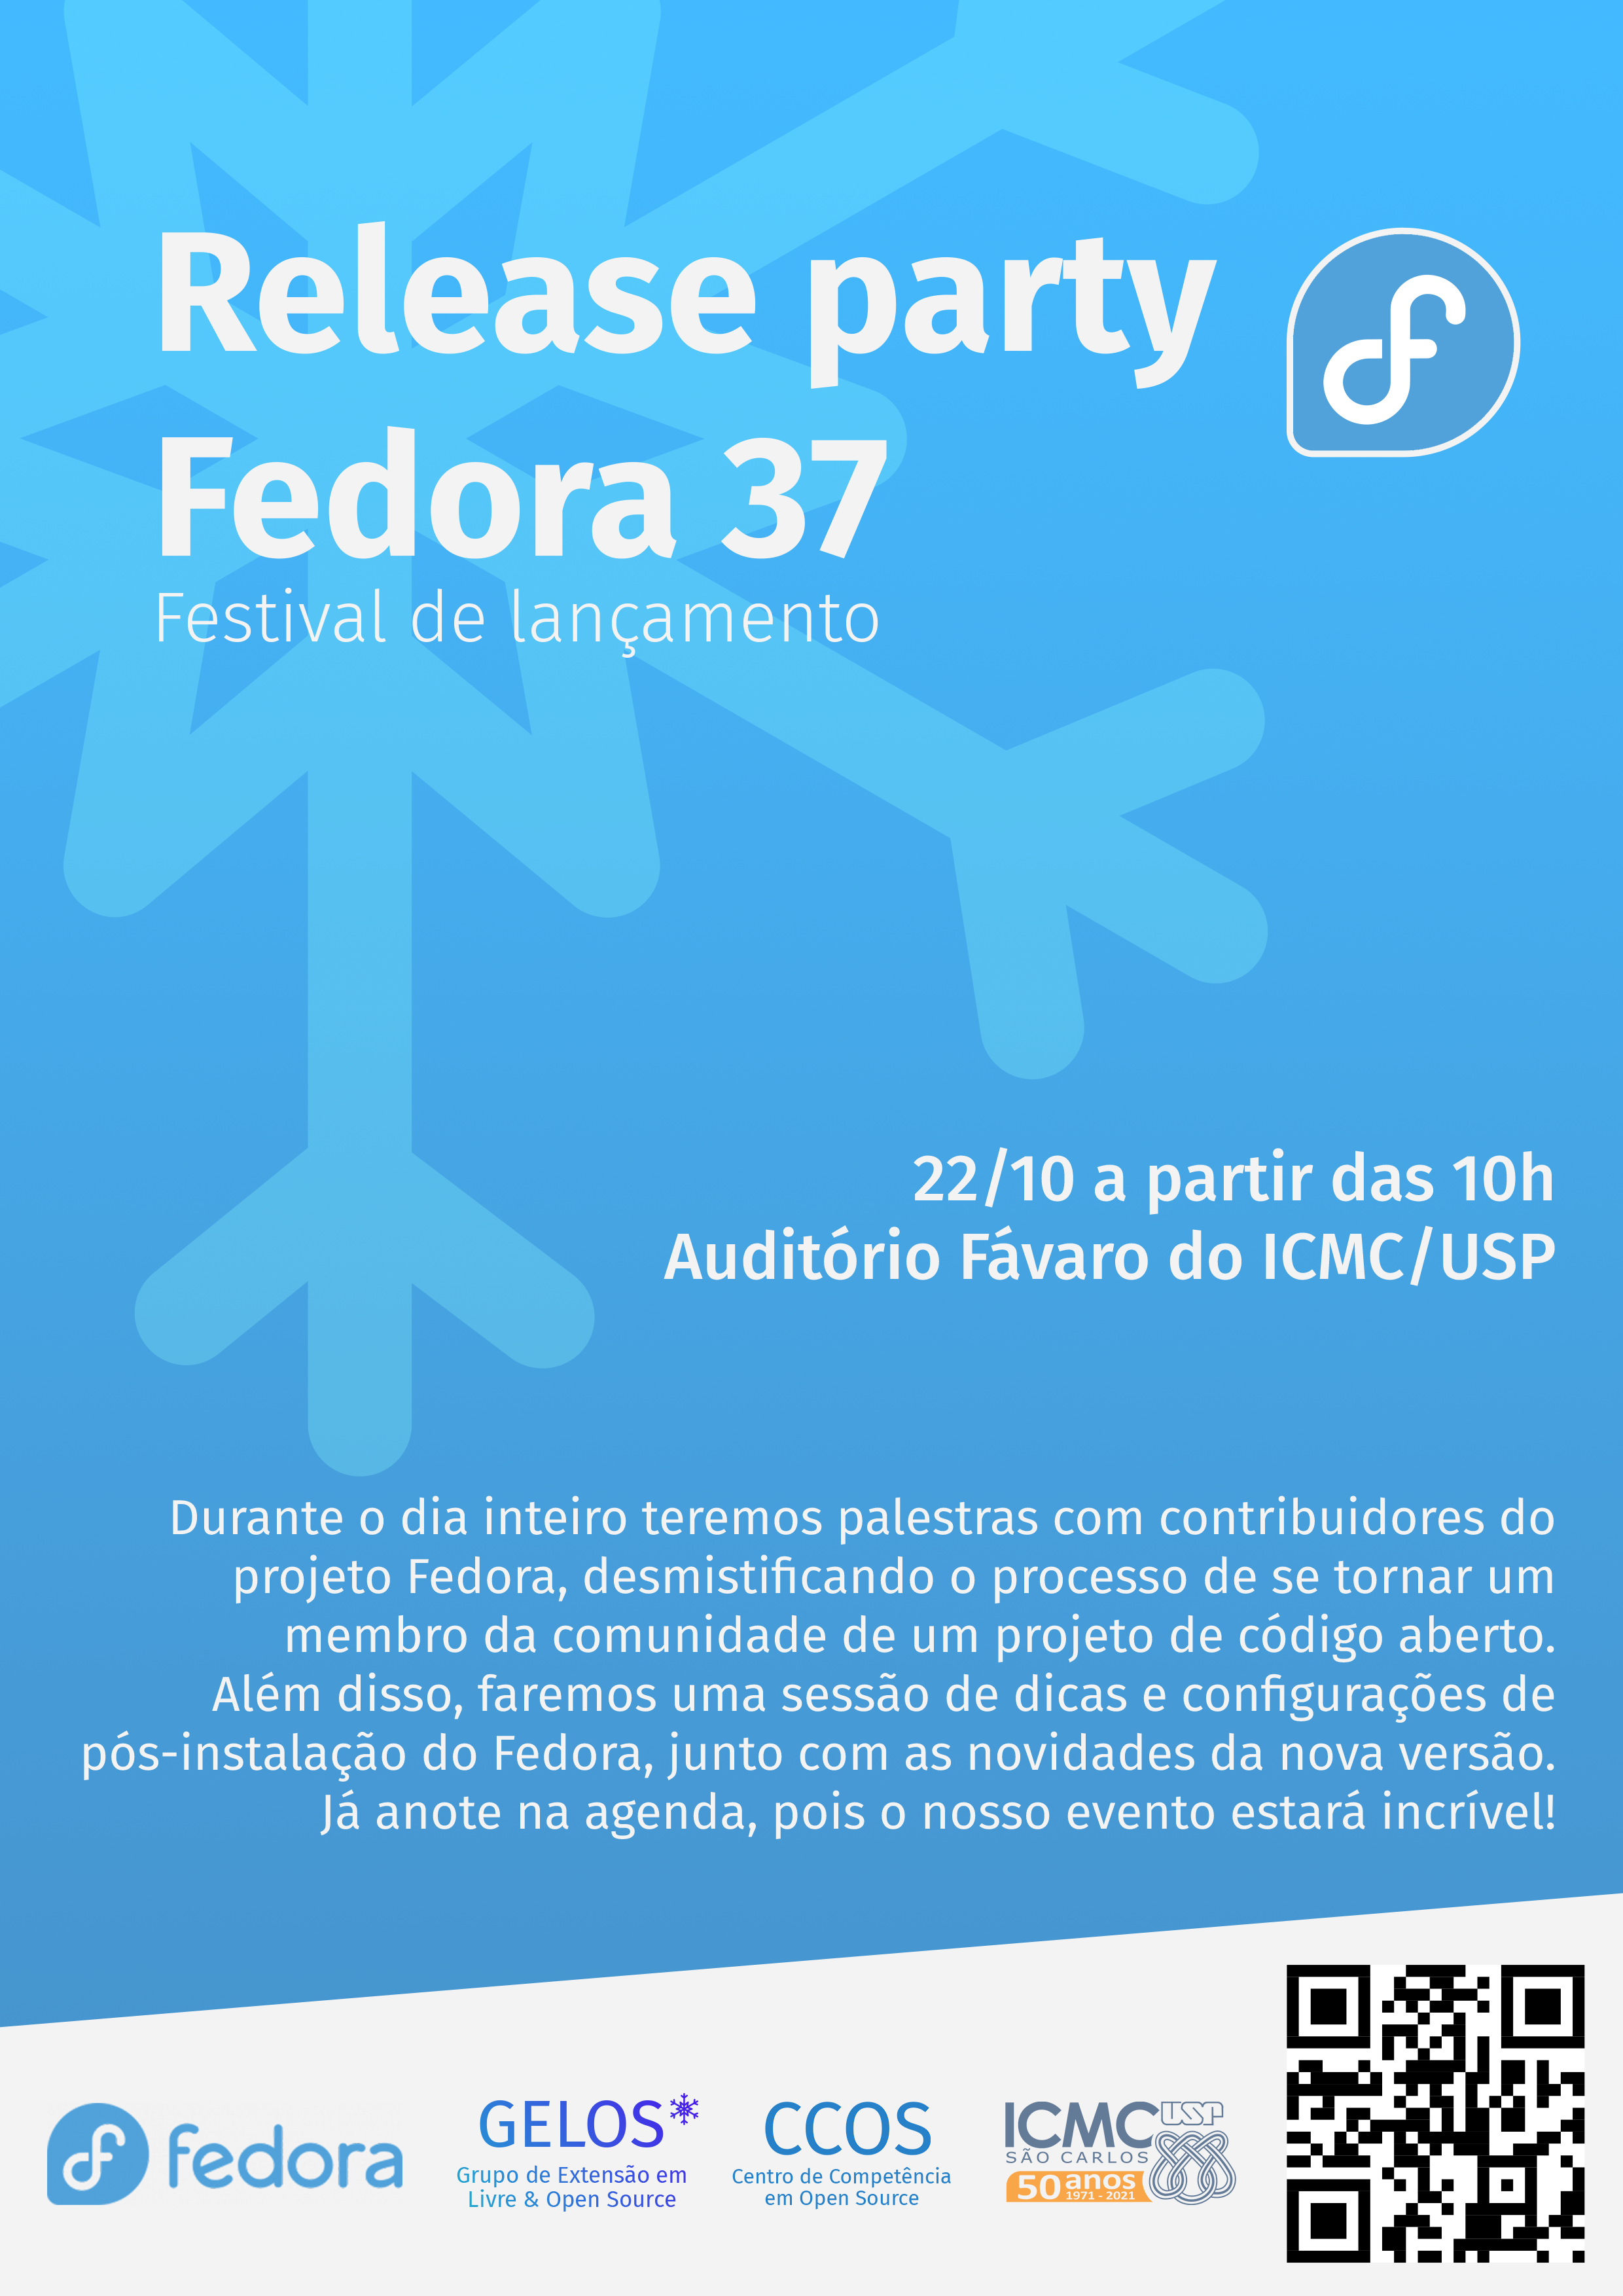 Release party
Fedora 37
Festival de lançamento
22/10 a partir das 10h
Auditório Fávaro do ICMC/USP
Durante o dia inteiro teremos palestras com contribuidores do
projeto Fedora, desmistificando o processo de se tornar um
membro da comunidade de um projeto de código aberto.
Além disso, faremos uma sessão de dicas e configurações de
pós-instalação do Fedora, junto com as novidades da nova versão.
Já anote na agenda, pois o nosso evento estará incrível!
fedora
GELOS
Grupo de Extensão em
Livre & Open Source
CCOS
Centro de Competência
em Open Source
ICMC USP
SÃO CARLOS
50 anos
1971 - 2021